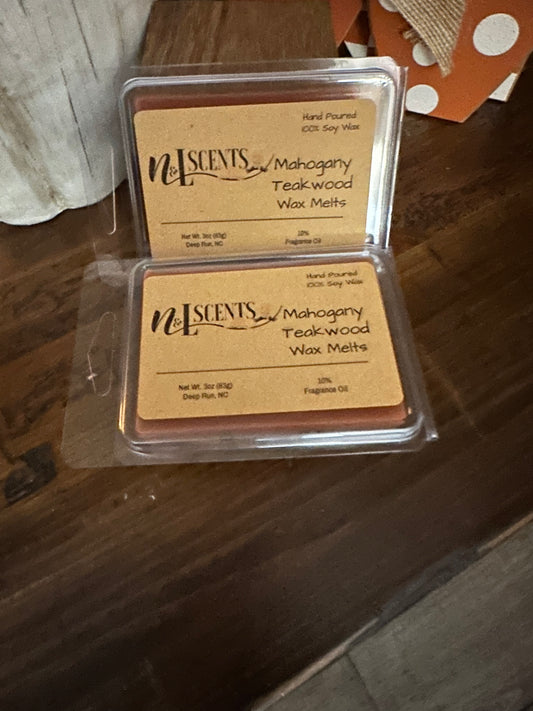 Hand Poured
100% Soy Wax
N&L SCENTS
Mahogany
Teakwood
Wax Melts
Net Wt. 3oz (83g)
Deep Run, NC
10%
Fragrance Oil
Hand Poured
100% Soy Wax
N&L SCENTS
Mahogany
Teakwood
Wax Melts
Net Wt. 3oz (83g)
Deep Run, NC
10%
Fragrance Oil